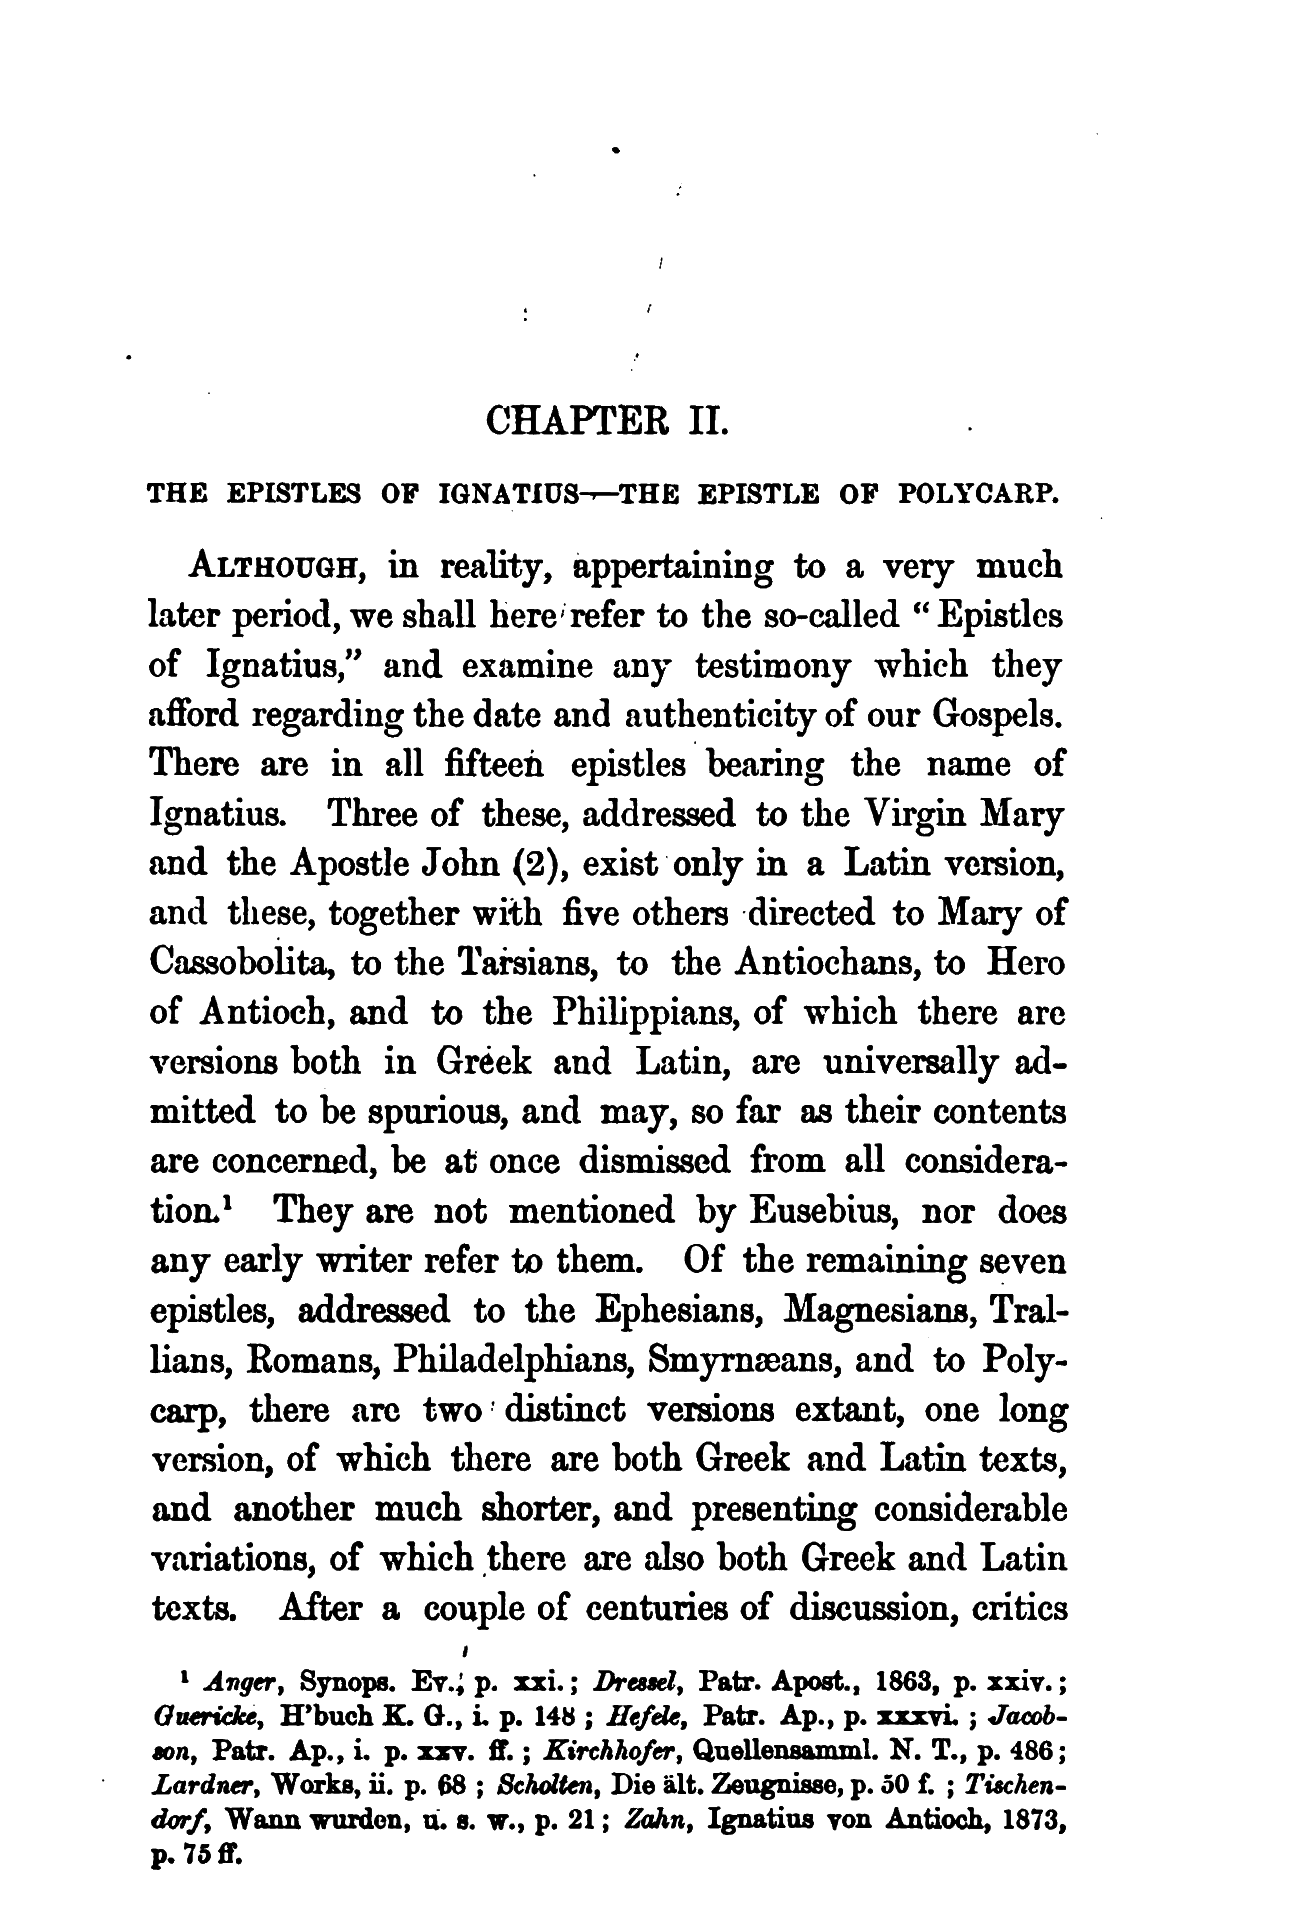 CHAPTER II.
THE EPISTLES OF IGNATIUS—THE EPISTLE OF POLYCARP.
ALTHOUGH, in reality, appertaining to a very much
later period, we shall here refer to the so-called “Epistles
of Ignatius,” and examine any testimony which they
afford regarding the date and authenticity of our Gospels.
There are in all fifteen epistles bearing the name of
Ignatius. Three of these, addressed to the Virgin Mary
and the Apostle John (2), exist only in a Latin version,
and these, together with five others directed to Mary of
Cassobolita, to the Tarsians, to the Antiochans, to Hero
of Antioch, and to the Philippians, of which there are
versions both in Greek and Latin, are universally ad-
mitted to be spurious, and may, so far as their contents
are concerned, be at once dismissed from all considera-
tion.¹ They are not mentioned by Eusebius, nor does
any early writer refer to them. Of the remaining seven
epistles, addressed to the Ephesians, Magnesians, Tral-
lians, Romans, Philadelphians, Smyrnæans, and to Poly-
carp, there are two distinct versions extant, one long
version, of which there are both Greek and Latin texts,
and another much shorter, and presenting considerable
variations, of which there are also both Greek and Latin
texts. After a couple of centuries of discussion, critics
¹ Anger, Synops. Ev., p. xxi.; Dressel, Patr. Apost., 1863, p. xxiv.;
Guericke, H’buch K. G., i. p. 148; Hefele, Patr. Ap., p. xxxvi.; Jacob-
son, Patr. Ap., i. p. xxv. ff.; Kirchhofer, Quellensamml. N. T., p. 486;
Lardner, Works, ii. p. 68; Scholten, Die ält. Zeugnisse, p. 50 f.; Tischen-
dorf, Wann wurden, u. s. w., p. 21; Zahn, Ignatius von Antioch, 1873,
p. 75 ff.